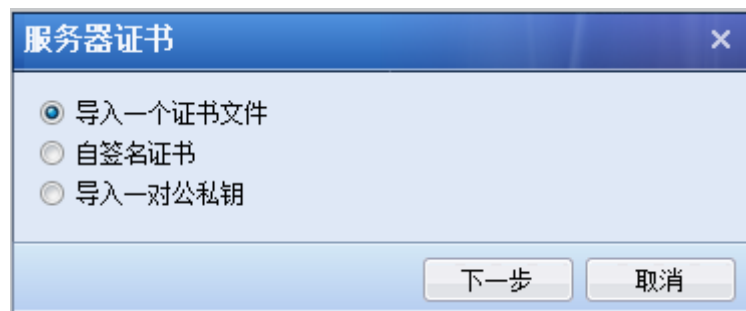 服务器证书
导入一个证书文件
自签名证书
导入一对公私钥
下一步 取消